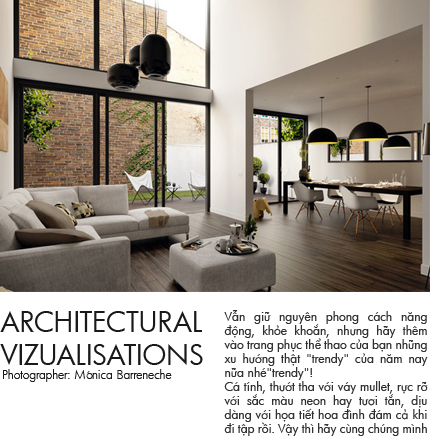 ARCHITECTURAL
VIZUALISATIONS
Photographer: Mónica Barreneche
Vẫn giữ nguyên phong cách năng
động, khỏe khoắn, nhưng hãy thêm
vào trang phục thể thao của bạn những
xu hướng thật "trendy" của năm nay
nữa nhé"trendy"!
Cá tính, thướt tha với váy mullet, rực rỡ
với sắc màu neon hay tươi tắn, dịu
dàng với họa tiết hoa đình đám cả khi
đi tập rồi. Vậy thì hãy cùng chúng mình